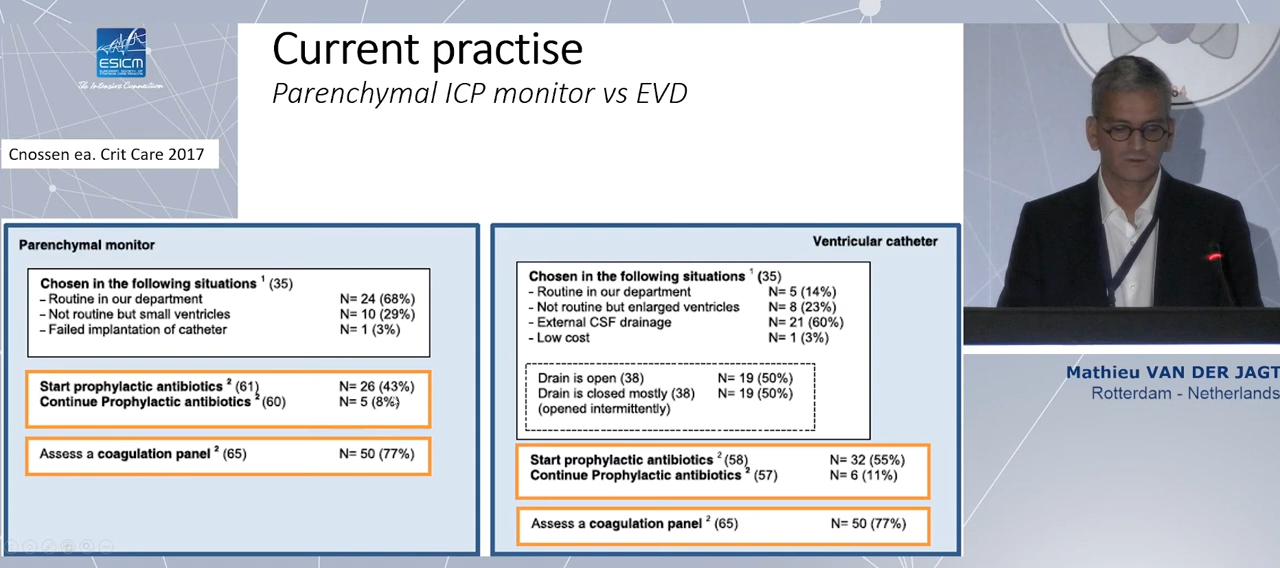 ESICM
The Intensive Connection
Current practise
Parenchymal ICP monitor vs EVD
Cnossen ea. Crit Care 2017
Parenchymal monitor
Chosen in the following situations 1 (35)
– Routine in our department N= 24 (68%)
– Not routine but small ventricles N= 10 (29%)
– Failed implantation of catheter N= 1 (3%)
Start prophylactic antibiotics 2 (61) N= 26 (43%)
Continue Prophylactic antibiotics 2 (60) N= 5 (8%)
Assess a coagulation panel 2 (65) N= 50 (77%)
Ventricular catheter
Chosen in the following situations 1 (35)
- Routine in our department N= 5 (14%)
- Not routine but enlarged ventricles N= 8 (23%)
- External CSF drainage N= 21 (60%)
- Low cost N= 1 (3%)
Drain is open (38) N= 19 (50%)
Drain is closed mostly (38) N= 19 (50%)
(opened intermittently)
Start prophylactic antibiotics 2 (58) N= 32 (55%)
Continue Prophylactic antibiotics 2 (57) N= 6 (11%)
Assess a coagulation panel 2 (65) N= 50 (77%)
84
Mathieu VAN DER JAGT
Rotterdam - Netherlands